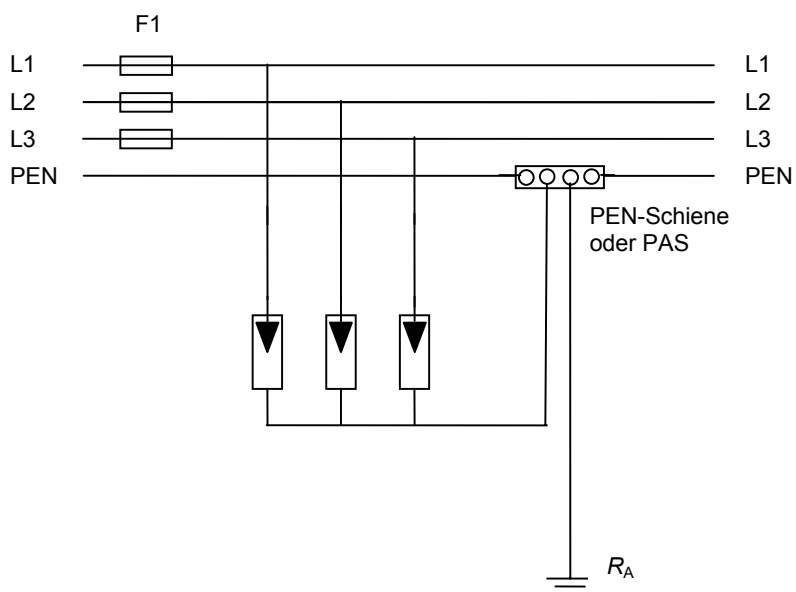 F1
L1 L1
L2 L2
L3 L3
PEN PEN
PEN-Schiene
oder PAS
RA